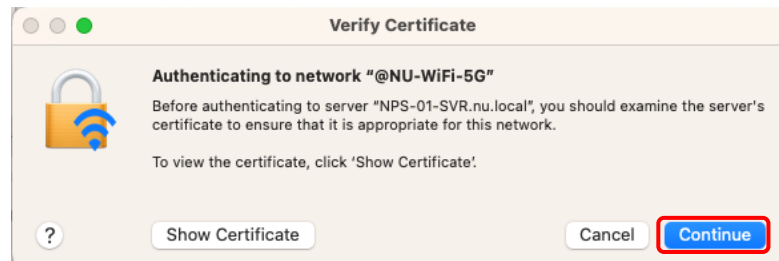 Verify Certificate
Authenticating to network “@NU-WiFi-5G”
Before authenticating to server “NPS-01-SVR.nu.local”, you should examine the server's
certificate to ensure that it is appropriate for this network.
To view the certificate, click ‘Show Certificate’.
? Show Certificate Cancel Continue